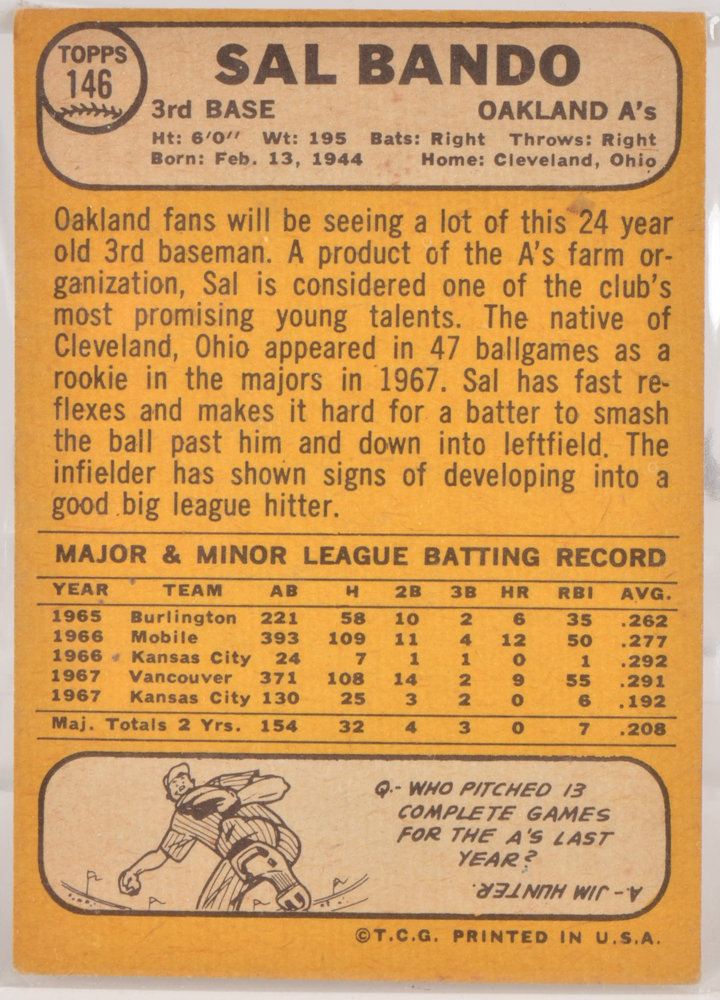 TOPPS
146
SAL BANDO
3rd BASE OAKLAND A's
Ht: 6'0" Wt: 195 Bats: Right Throws: Right
Born: Feb. 13, 1944 Home: Cleveland, Ohio
Oakland fans will be seeing a lot of this 24 year
old 3rd baseman. A product of the A's farm or-
ganization, Sal is considered one of the club's
most promising young talents. The native of
Cleveland, Ohio appeared in 47 ballgames as a
rookie in the majors in 1967. Sal has fast re-
flexes and makes it hard for a batter to smash
the ball past him and down into leftfield. The
infielder has shown signs of developing into a
good big league hitter.
MAJOR & MINOR LEAGUE BATTING RECORD
YEAR TEAM AB H 2B 3B HR RBI AVG.
1965 Burlington 221 58 10 2 6 35 .262
1966 Mobile 393 109 11 4 12 50 .277
1966 Kansas City 24 7 1 1 0 1 .292
1967 Vancouver 371 108 14 2 9 55 .291
1967 Kansas City 130 25 3 2 0 6 .192
Maj. Totals 2 Yrs. 154 32 4 3 0 7 .208
Q.- WHO PITCHED 13
COMPLETE GAMES
FOR THE A'S LAST
YEAR?
A- JIM HUNTER.
©T.C.G. PRINTED IN U.S.A.